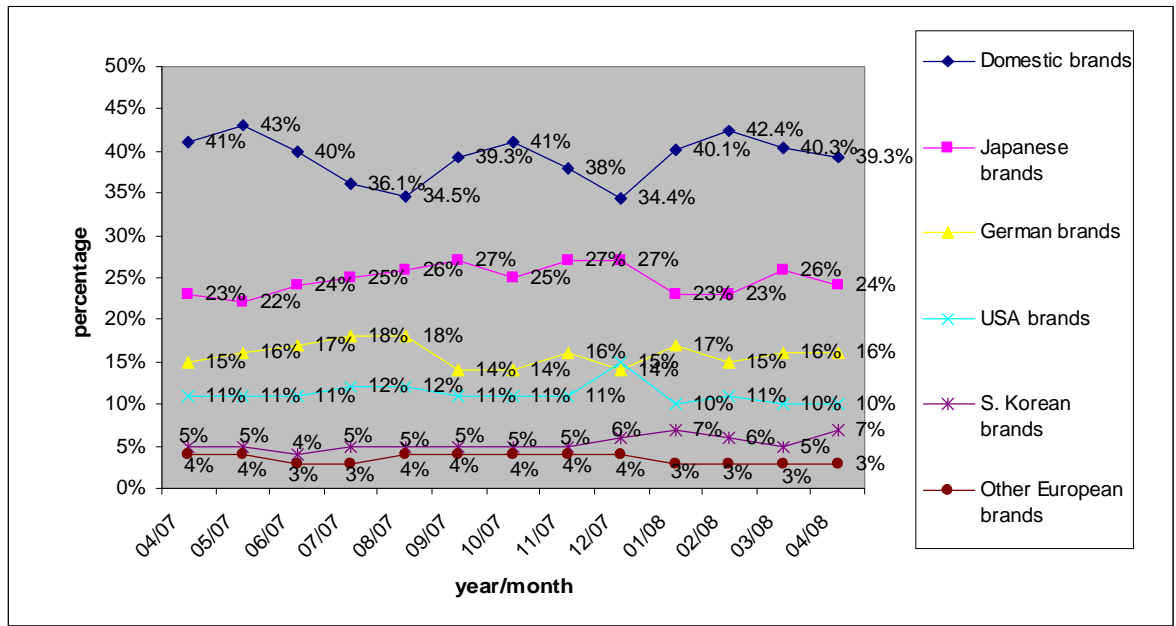 50%
45%
40%
35%
30%
25%
20%
15%
10%
5%
0%
percentage
41% 43% 40% 36.1% 34.5% 39.3% 41% 38% 34.4% 40.1% 42.4% 40.3% 39.3%
23% 22% 24% 25% 26% 27% 25% 27% 27% 23% 23% 26% 24%
15% 16% 17% 18% 18% 14% 14% 16% 14% 17% 15% 16% 16%
11% 11% 11% 12% 12% 11% 11% 11% 15% 10% 11% 10% 10%
5% 5% 4% 5% 5% 5% 5% 5% 6% 7% 6% 5% 7%
4% 4% 3% 3% 4% 4% 4% 4% 4% 3% 3% 3% 3%
04/07 05/07 06/07 07/07 08/07 09/07 10/07 11/07 12/07 01/08 02/08 03/08 04/08
year/month
Domestic brands
Japanese
brands
German brands
USA brands
S. Korean
brands
Other European
brands